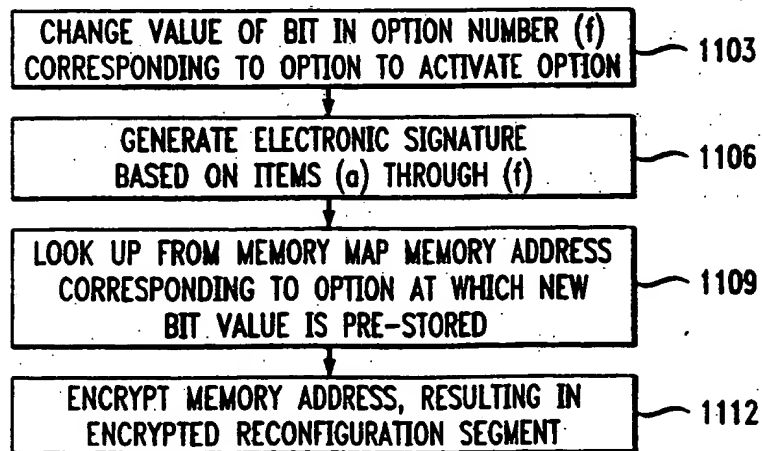 CHANGE VALUE OF BIT IN OPTION NUMBER (f)
CORRESPONDING TO OPTION TO ACTIVATE OPTION
1103
GENERATE ELECTRONIC SIGNATURE
BASED ON ITEMS (a) THROUGH (f)
1106
LOOK UP FROM MEMORY MAP MEMORY ADDRESS
CORRESPONDING TO OPTION AT WHICH NEW
BIT VALUE IS PRE-STORED
1109
ENCRYPT MEMORY ADDRESS, RESULTING IN
ENCRYPTED RECONFIGURATION SEGMENT
1112